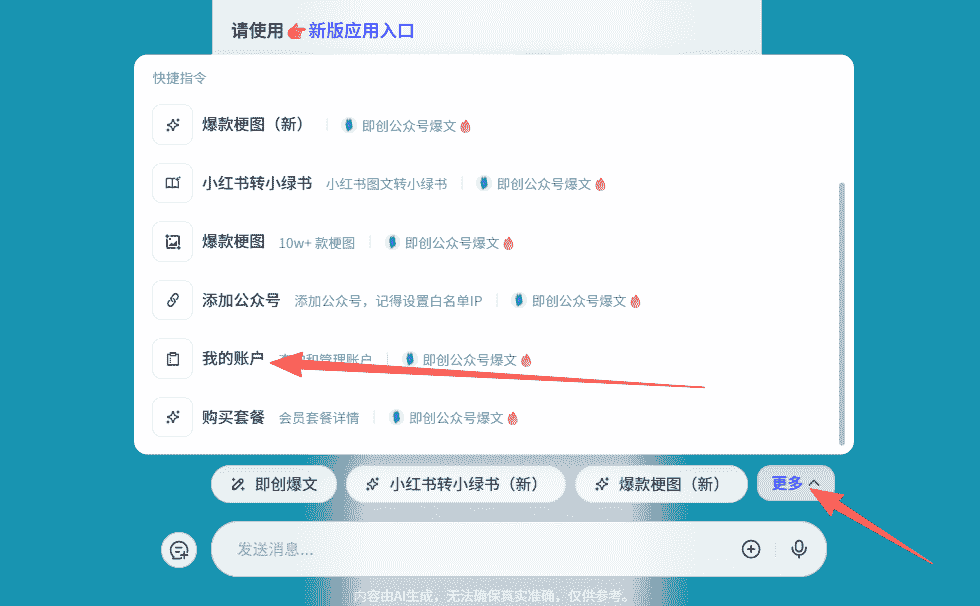 请使用👉新版应用入口
快捷指令
爆款梗图（新） 即创公众号爆文
小红书转小绿书 小红书图文转小绿书 即创公众号爆文
爆款梗图 10w+ 款梗图 即创公众号爆文
添加公众号 添加公众号，记得设置白名单IP 即创公众号爆文
我的账户 和管理账户 即创公众号爆文
购买套餐 会员套餐详情 即创公众号爆文
即创爆文 小红书转小绿书（新） 爆款梗图（新） 更多
发送消息...
内容由AI生成，无法确保真实准确，仅供参考。